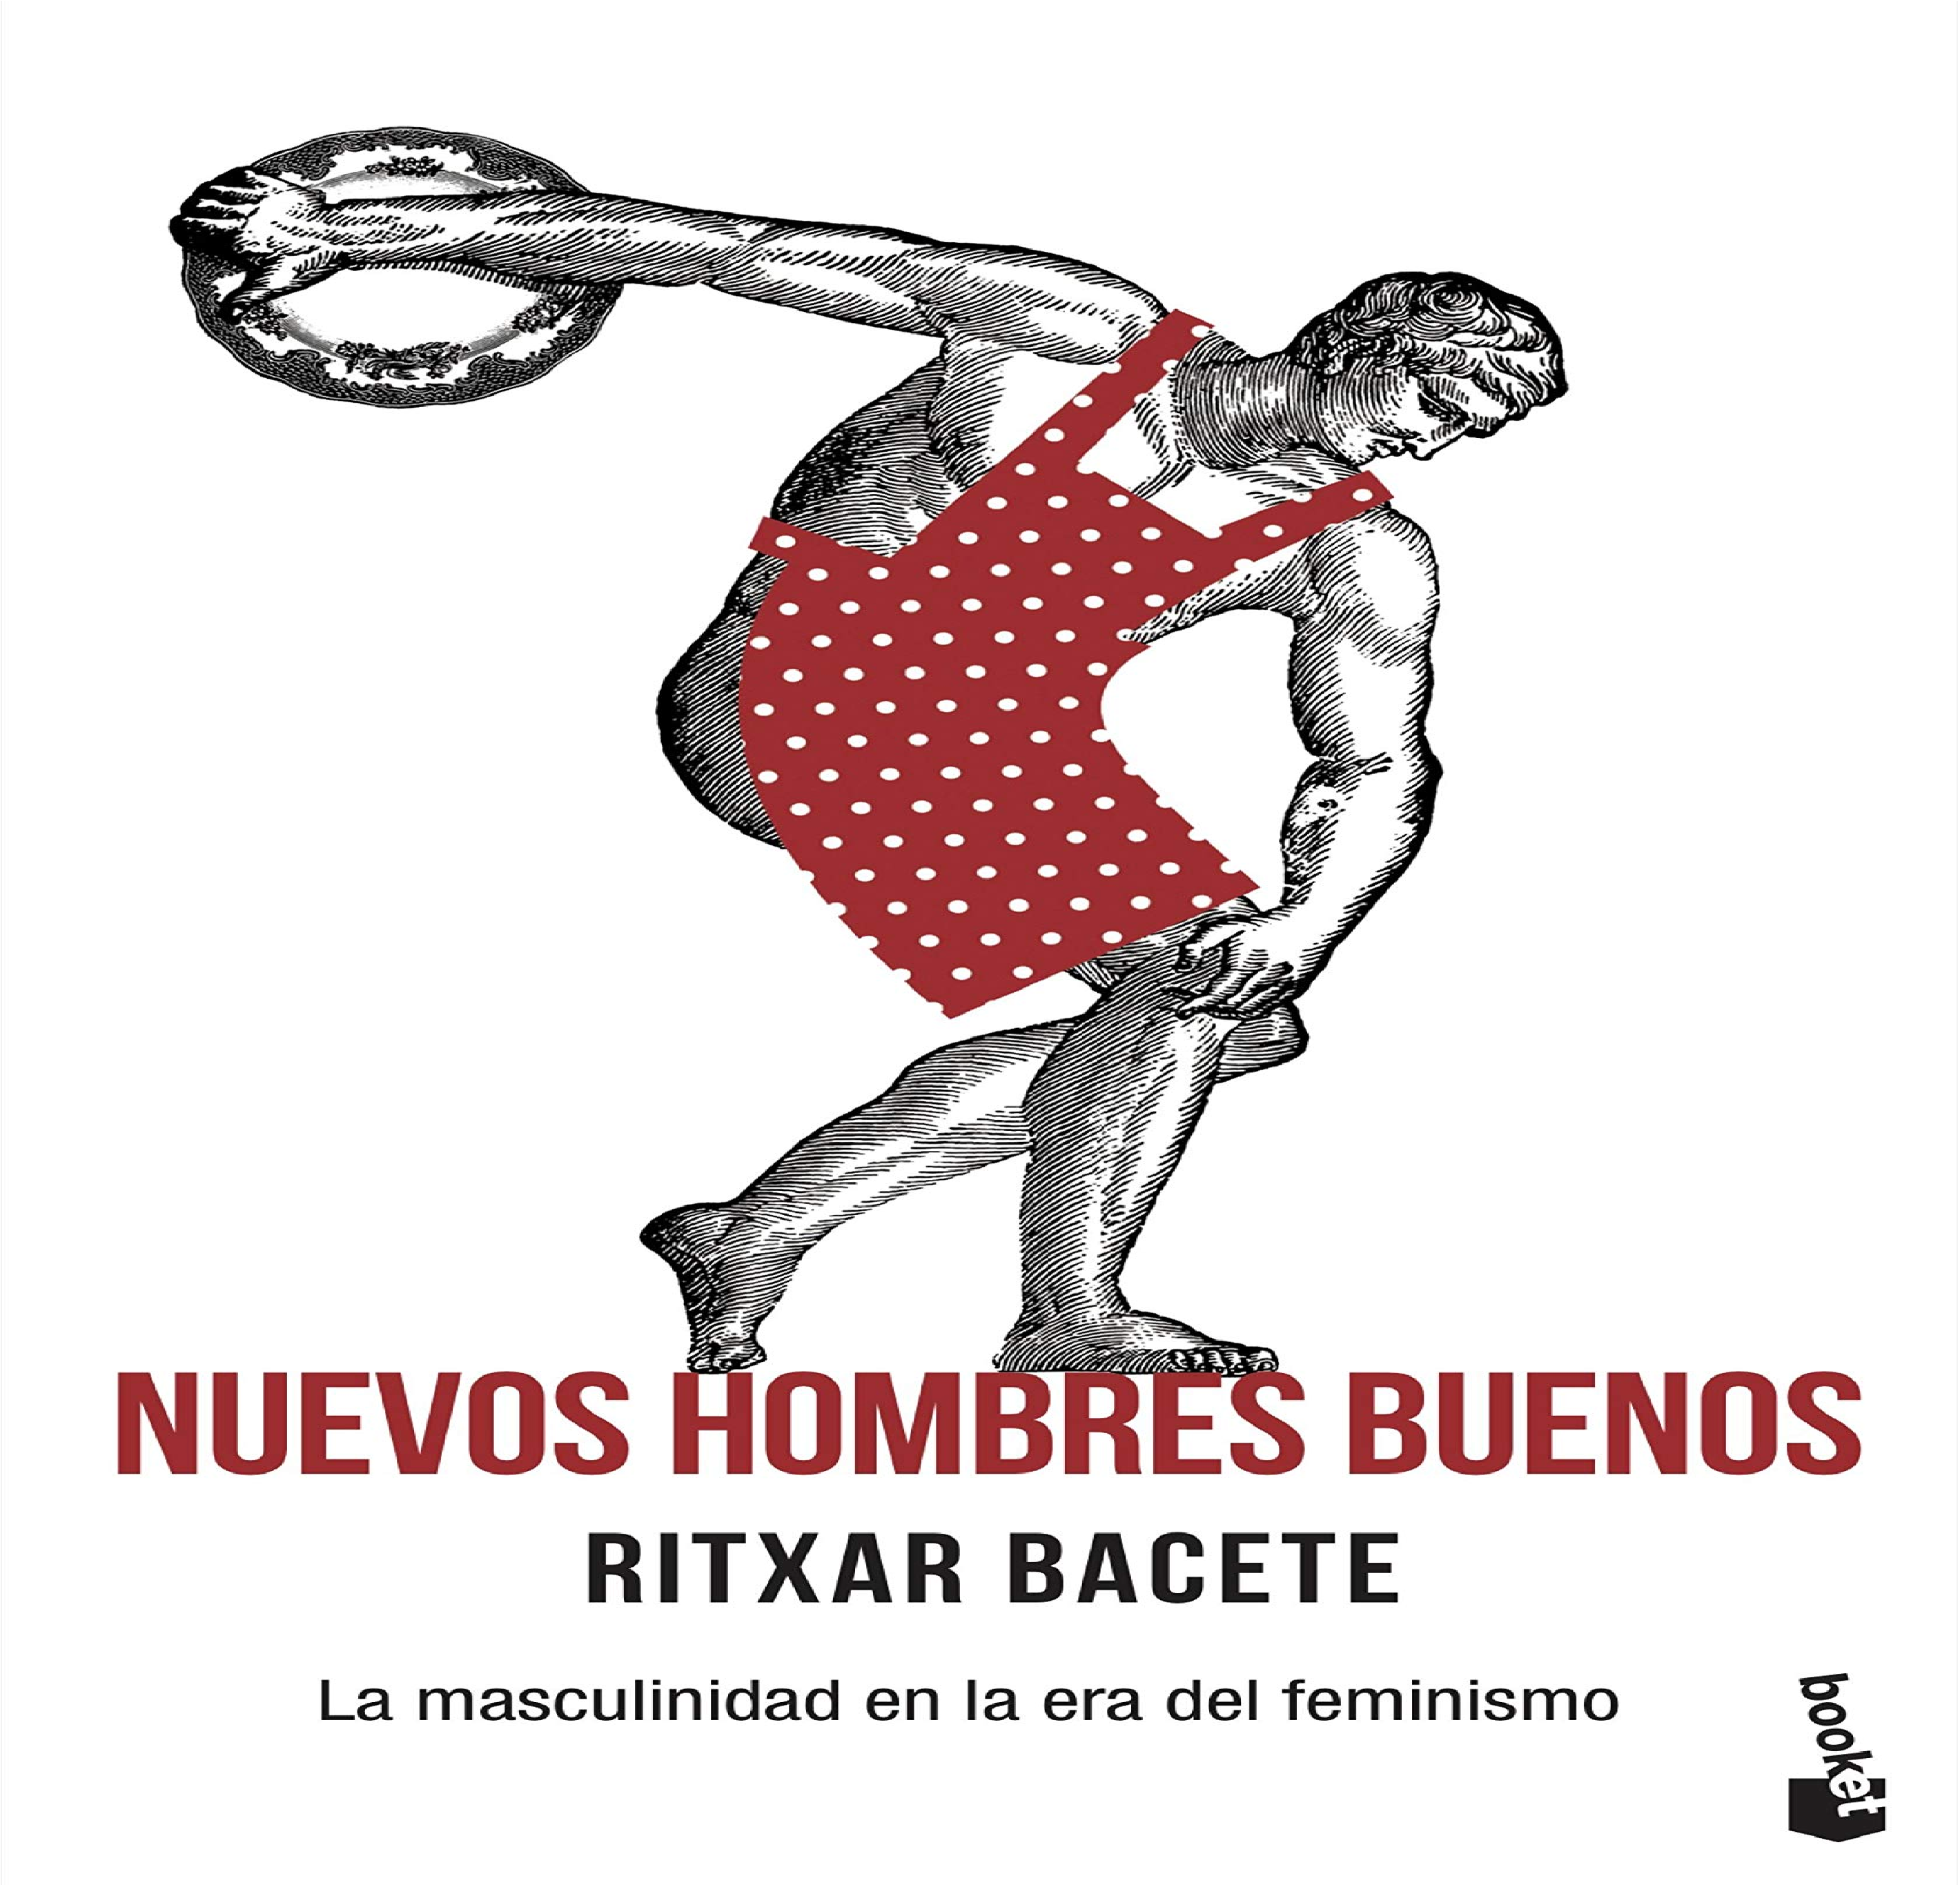 NUEVOS HOMBRES BUENOS
RITXAR BACETE
La masculinidad en la era del feminismo
booket